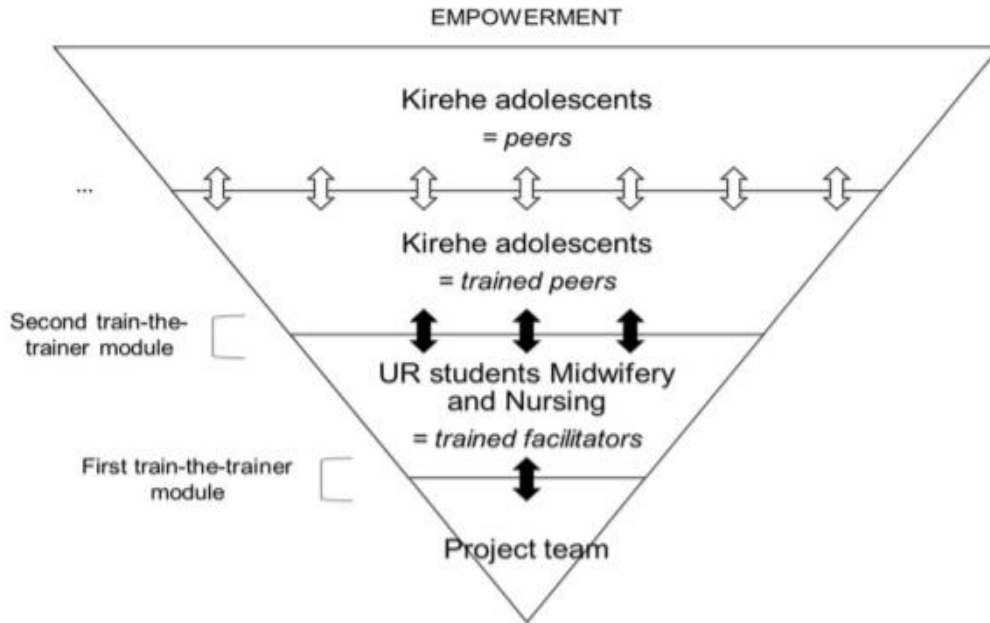 EMPOWERMENT
Kirehe adolescents
= peers
...
Kirehe adolescents
= trained peers
Second train-the-
trainer module
UR students Midwifery
and Nursing
= trained facilitators
First train-the-trainer
module
Project team